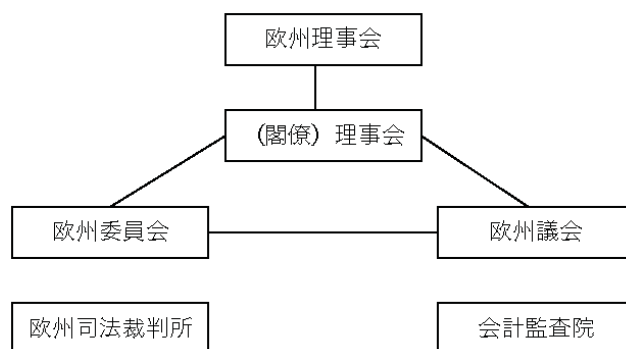 欧州理事会
（閣僚）理事会
欧州委員会
欧州議会
欧州司法裁判所
会計監査院